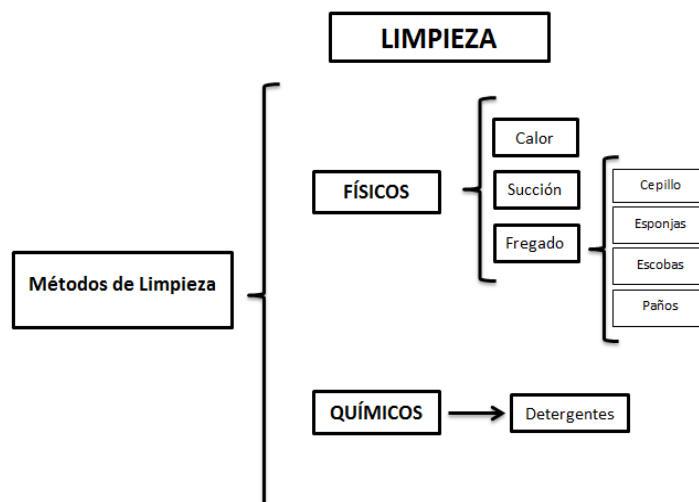 LIMPIEZA
Métodos de Limpieza
FÍSICOS
Calor
Succión
Fregado
Cepillo
Esponjas
Escobas
Paños
QUÍMICOS
Detergentes